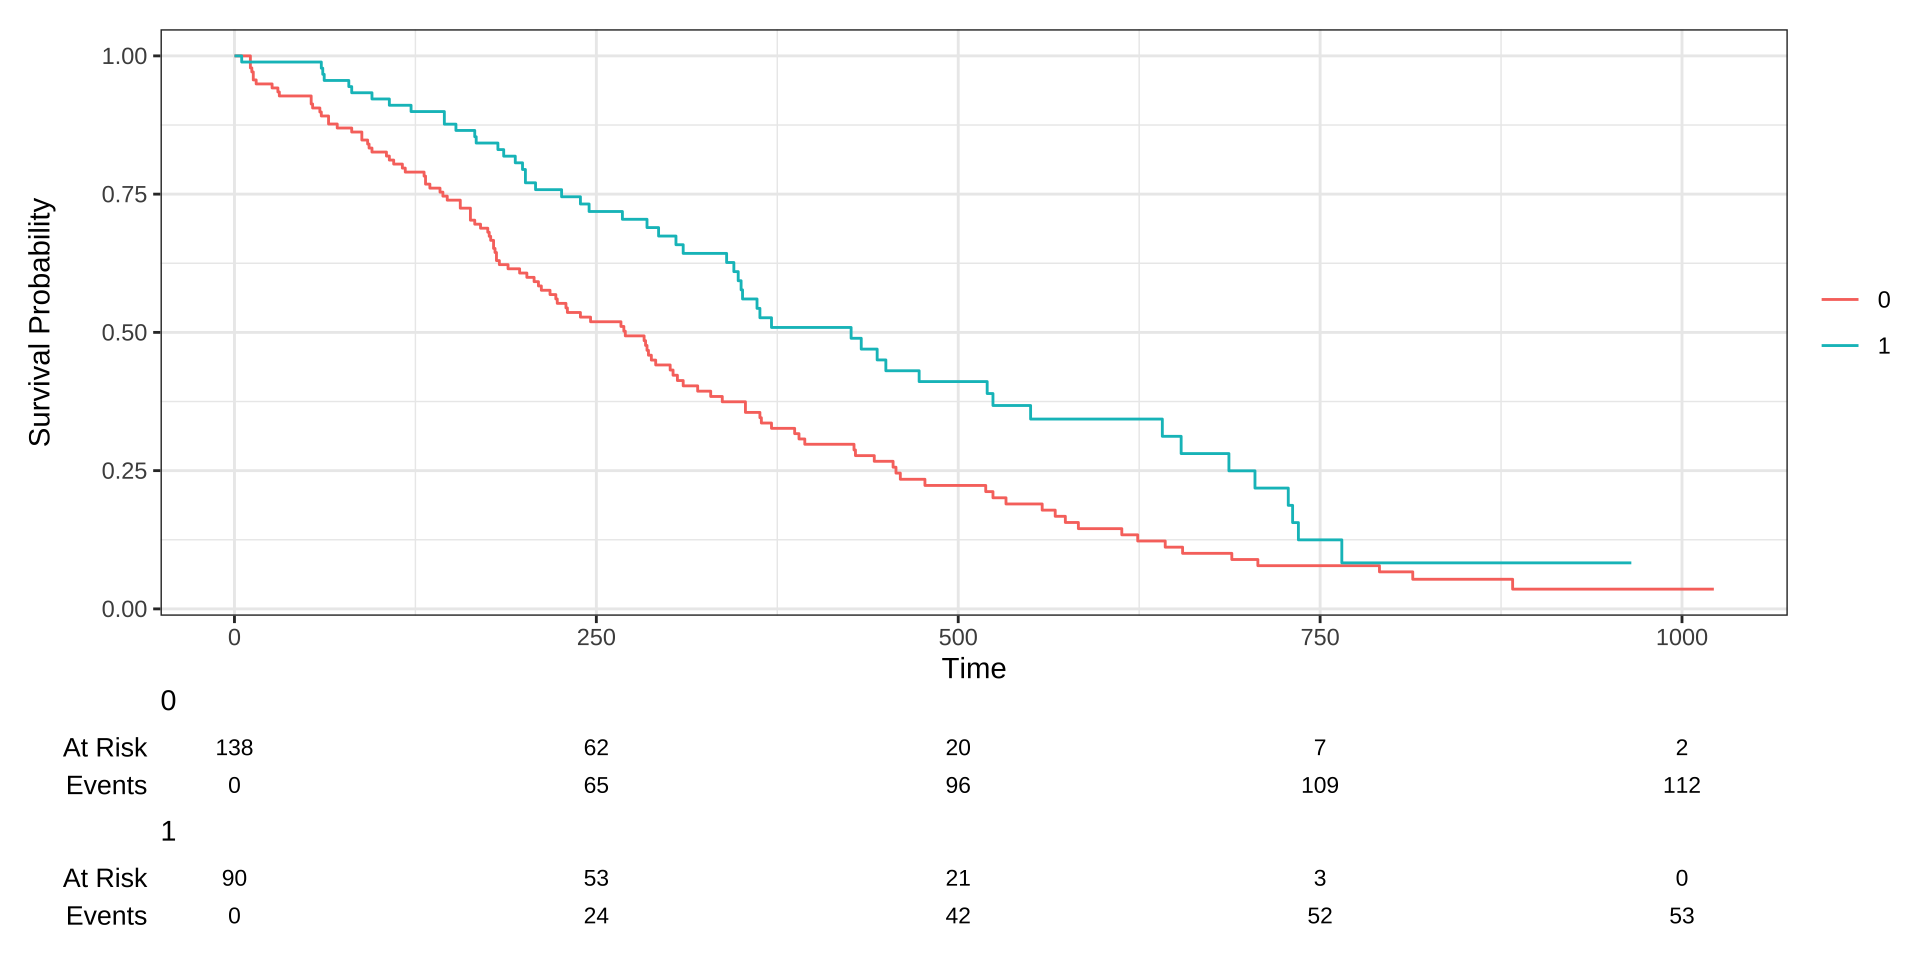 1.00
0.75
0.50
0.25
0.00
Survival Probability
0 250 500 750 1000
Time
0
1
0
At Risk 138 62 20 7 2
Events 0 65 96 109 112
1
At Risk 90 53 21 3 0
Events 0 24 42 52 53